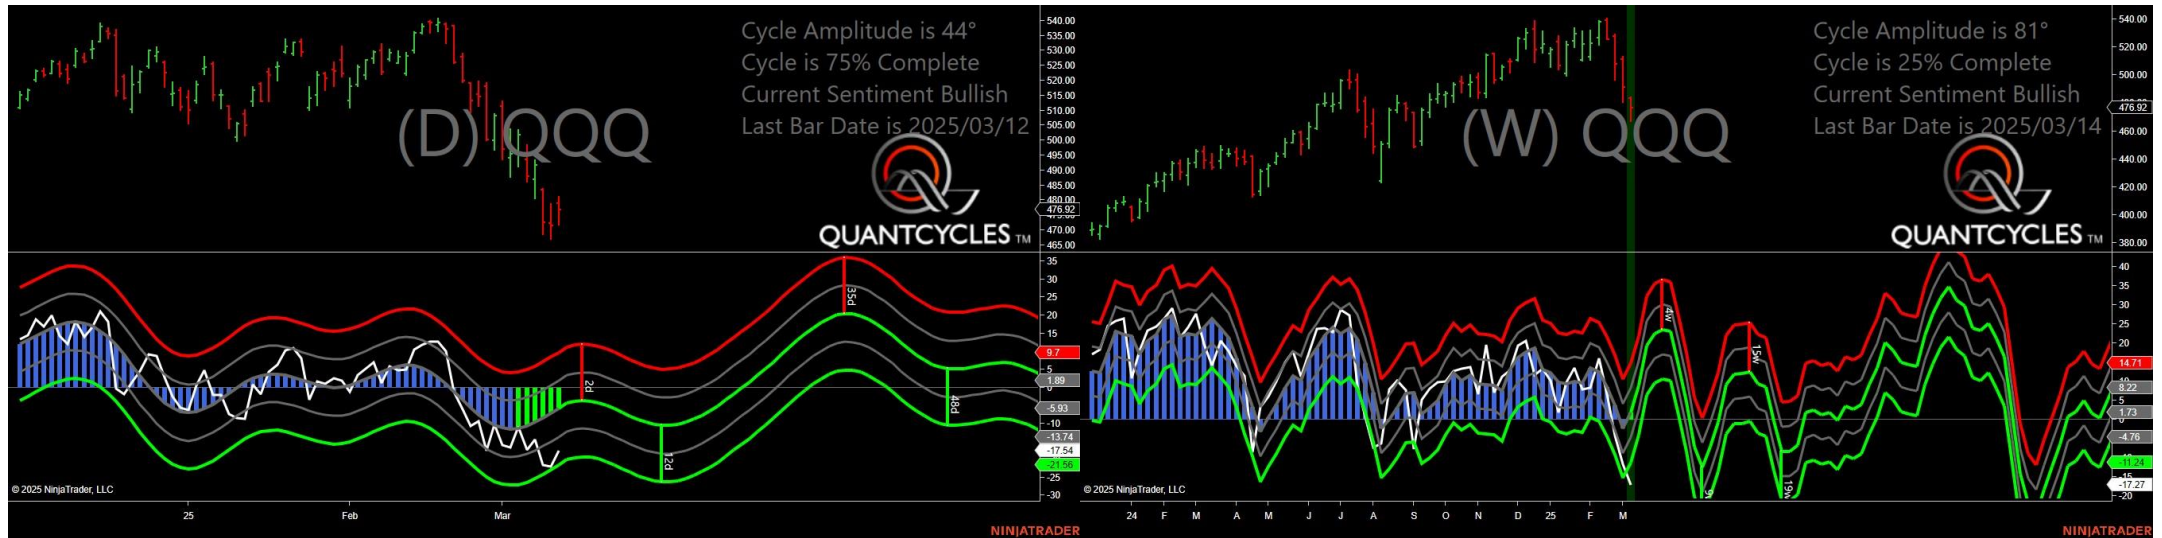 Cycle Amplitude is 44°
Cycle is 75% Complete
Current Sentiment Bullish
Last Bar Date is 2025/03/12
(D) QQQ
QUANTCYCLES TM
540.00
535.00
530.00
525.00
520.00
515.00
510.00
505.00
500.00
495.00
490.00
485.00
480.00
476.92
470.00
465.00
35
30
25
20
15
9.7
5
1.89
0
-5.93
-10
-13.74
-17.54
-21.56
-25
-30
2d
12d
35d
48d
© 2025 NinjaTrader, LLC
25 Feb Mar
NINJATRADER
Cycle Amplitude is 81°
Cycle is 25% Complete
Current Sentiment Bullish
Last Bar Date is 2025/03/14
(W) QQQ
QUANTCYCLES TM
540.00
520.00
500.00
476.92
460.00
440.00
420.00
400.00
380.00
40
35
30
25
20
14.71
8.22
5
1.73
-4.76
-11.24
-15
-17.27
-20
4w
15w
19w
© 2025 NinjaTrader, LLC
24 F M A M J J A S O N D 25 F M
NINJATRADER